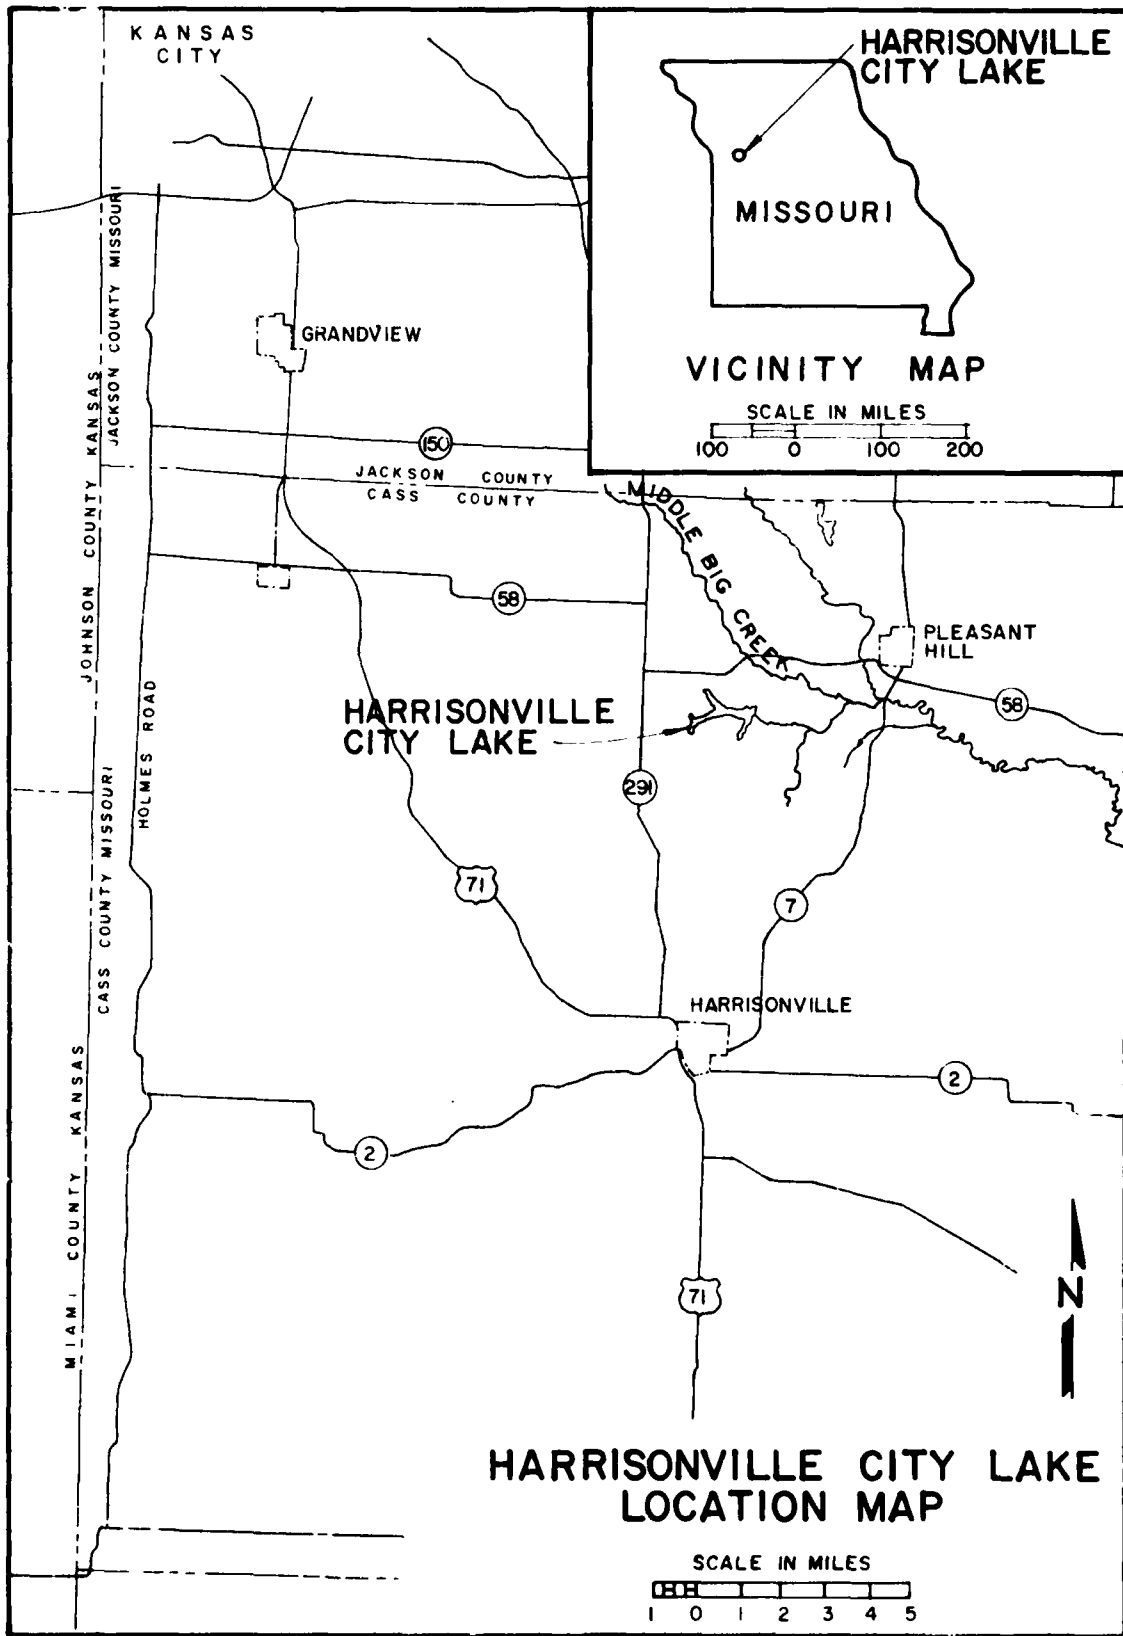 KANSAS
CITY
HARRISONVILLE
CITY LAKE
MISSOURI
VICINITY MAP
SCALE IN MILES
100 0 100 200
GRANDVIEW
150
JACKSON COUNTY
CASS COUNTY
JOHNSON COUNTY KANSAS
JACKSON COUNTY MISSOURI
MIDDLE BIG CREEK
58
PLEASANT
HILL
58
HARRISONVILLE
CITY LAKE
HOLMES ROAD
291
CASS COUNTY MISSOURI
71
7
HARRISONVILLE
2
2
MIAMI COUNTY KANSAS
71
N
HARRISONVILLE CITY LAKE
LOCATION MAP
SCALE IN MILES
1 0 1 2 3 4 5